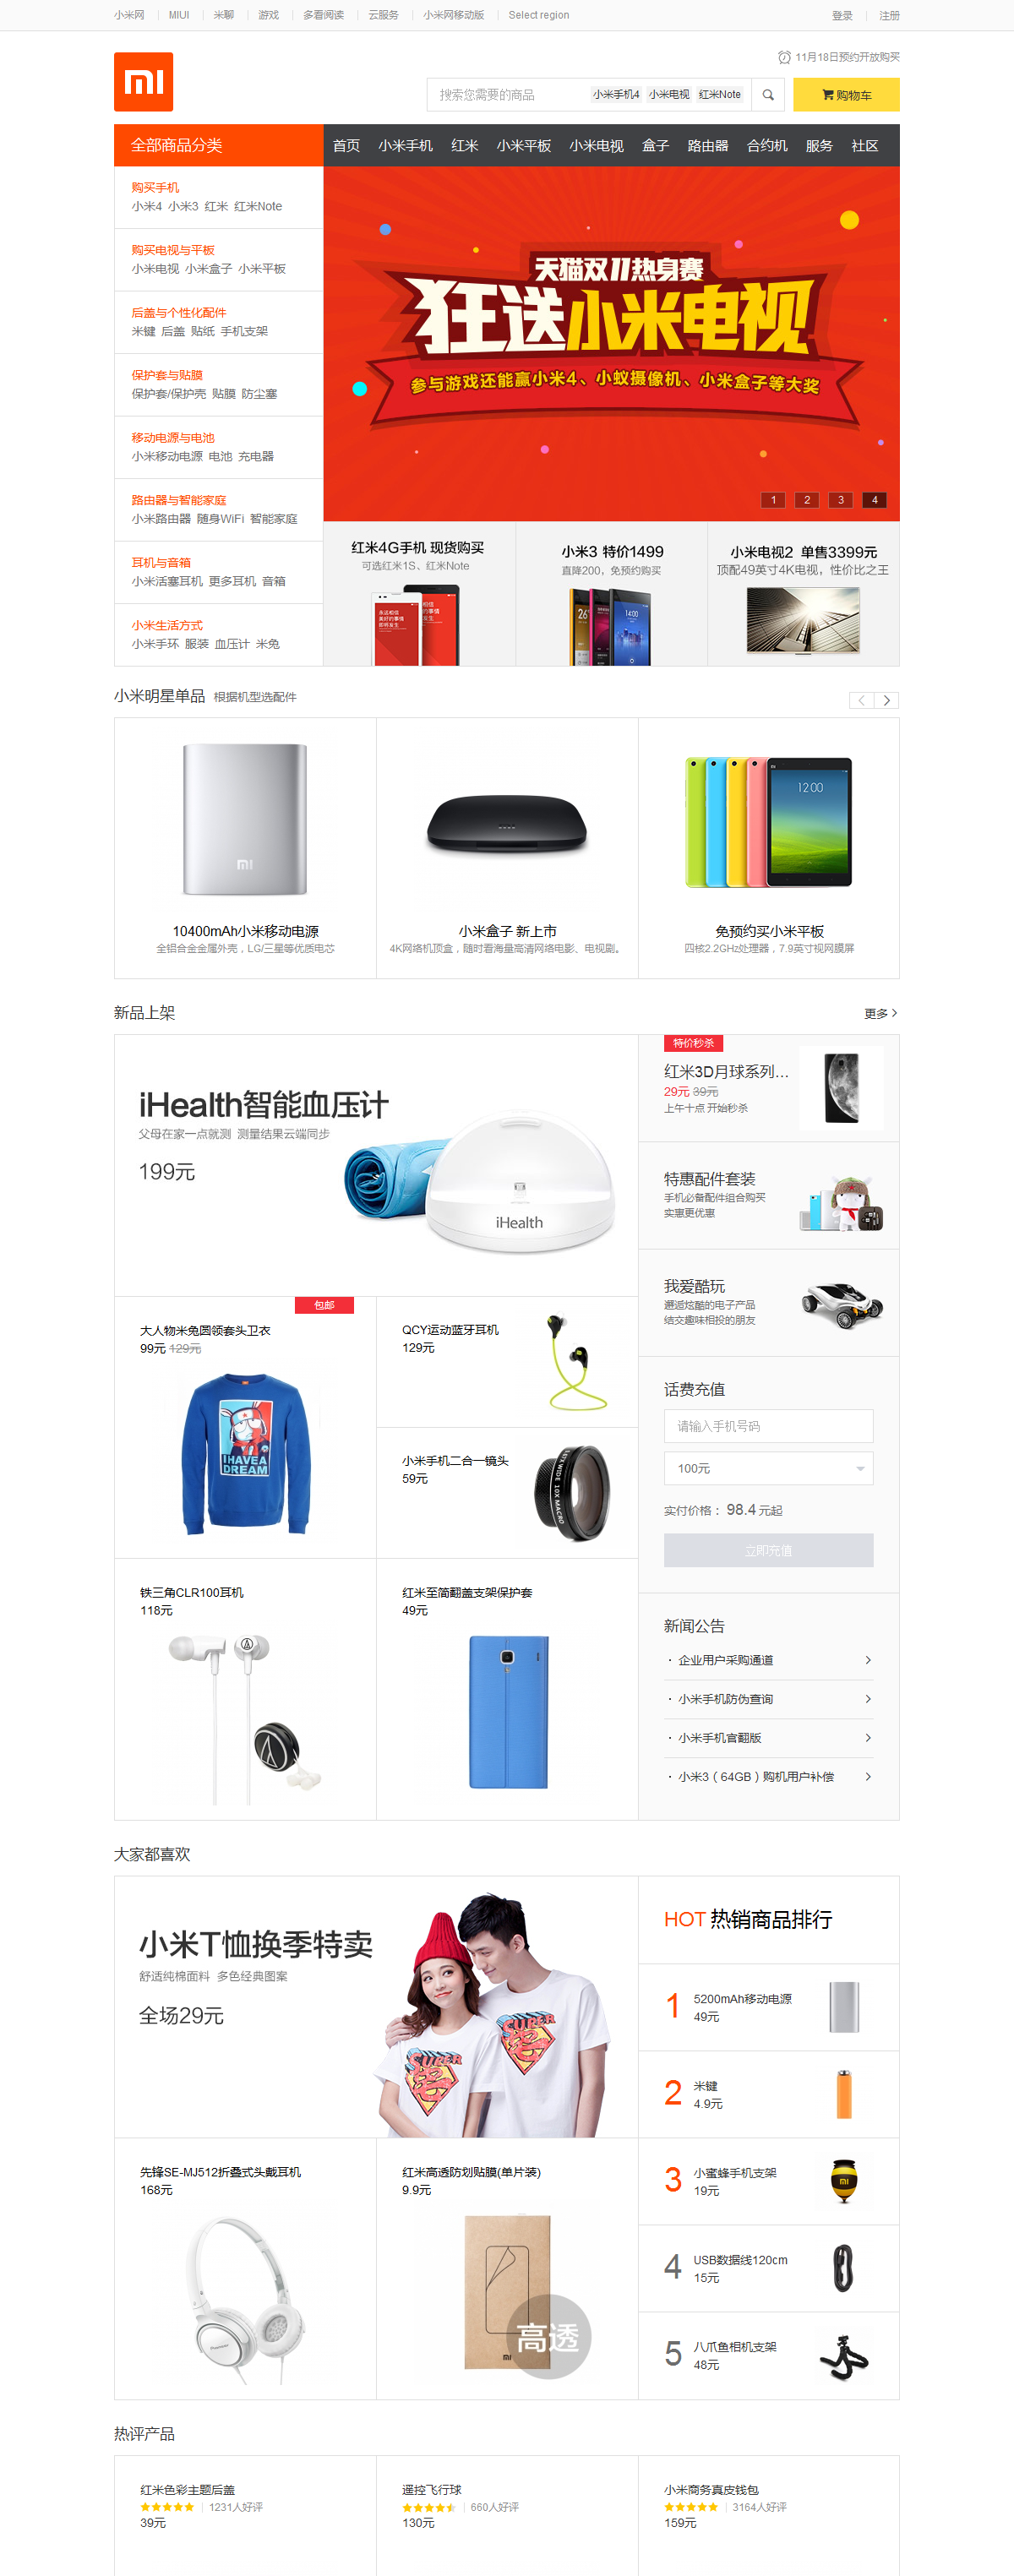 小米网 MIUI 米聊 游戏 多看阅读 云服务 小米网移动版 Select region 登录 注册
11月18日预约开放购买
搜索您需要的商品 小米手机4 小米电视 红米Note 购物车
全部商品分类 首页 小米手机 红米 小米平板 小米电视 盒子 路由器 合约机 服务 社区
购买手机
小米4 小米3 红米 红米Note
购买电视与平板
小米电视 小米盒子 小米平板
后盖与个性化配件
米键 后盖 贴纸 手机支架
保护套与贴膜
保护套/保护壳 贴膜 防尘塞
移动电源与电池
小米移动电源 电池 充电器
路由器与智能家庭
小米路由器 随身WiFi 智能家庭
耳机与音箱
小米活塞耳机 更多耳机 音箱
小米生活方式
小米手环 服装 血压计 米兔
天猫双11热身赛
狂送小米电视
参与游戏还能赢小米4、小蚁摄像机、小米盒子等大奖
1 2 3 4
红米4G手机 现货购买
可选红米1S、红米Note
永远相信
美好的事情
即将发生
小米3 特价1499
直降200，免预约购买
小米电视2 单售3399元
顶配49英寸4K电视，性价比之王
小米明星单品 根据机型选配件
10400mAh小米移动电源
全铝合金金属外壳，LG/三星等优质电芯
小米盒子 新上市
4K网络机顶盒，随时看海量高清网络电影、电视剧。
12:00
免预约买小米平板
四核2.2GHz处理器，7.9英寸视网膜屏
新品上架 更多
iHealth智能血压计
父母在家一点就测 测量结果云端同步
199元
iHealth
特价秒杀
红米3D月球系列...
29元 39元
上午十点 开始秒杀
特惠配件套装
手机必备配件组合购买
实惠更优惠
我爱酷玩
邂逅炫酷的电子产品
结交趣味相投的朋友
包邮
大人物米兔圆领套头卫衣
99元 129元
I HAVE A
DREAM
QCY运动蓝牙耳机
129元
小米手机二合一镜头
59元
铁三角CLR100耳机
118元
红米至简翻盖支架保护套
49元
话费充值
请输入手机号码
100元
实付价格： 98.4 元起
立即充值
新闻公告
· 企业用户采购通道
· 小米手机防伪查询
· 小米手机官翻版
· 小米3（64GB）购机用户补偿
大家都喜欢
小米T恤换季特卖
舒适纯棉面料 多色经典图案
全场29元
SUPER
SUPER
HOT 热销商品排行
1 5200mAh移动电源
49元
2 米键
4.9元
3 小蜜蜂手机支架
19元
4 USB数据线120cm
15元
5 八爪鱼相机支架
48元
先锋SE-MJ512折叠式头戴耳机
168元
红米高透防划贴膜(单片装)
9.9元
高透
热评产品
红米色彩主题后盖
1231人好评
39元
遥控飞行球
660人好评
130元
小米商务真皮钱包
3164人好评
159元